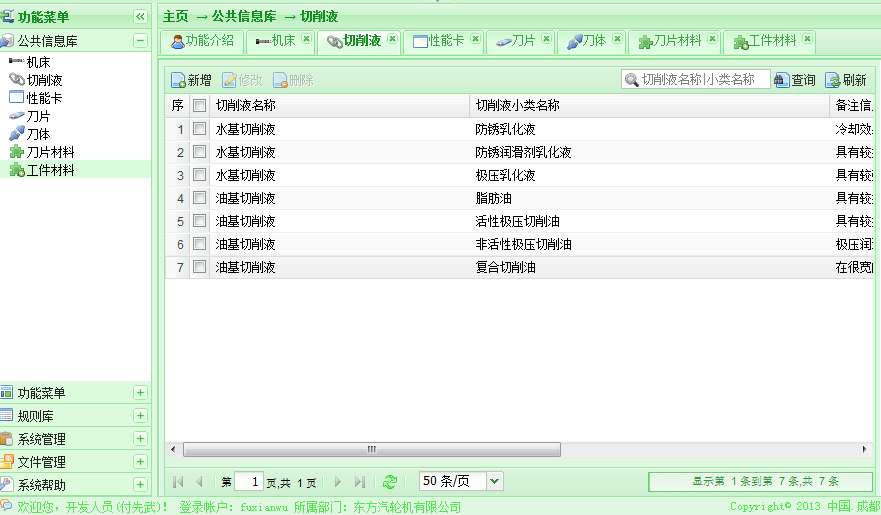 功能菜单
公共信息库
机床
切削液
性能卡
刀片
刀体
刀片材料
工件材料
功能菜单
规则库
系统管理
文件管理
系统帮助
主页 → 公共信息库 → 切削液
功能介绍 机床 切削液 性能卡 刀片 刀体 刀片材料 工件材料
新增 修改 删除 切削液名称|小类名称 查询 刷新
序 切削液名称 切削液小类名称 备注信
1 水基切削液 防锈乳化液 冷却效
2 水基切削液 防锈润滑剂乳化液 具有较
3 水基切削液 极压乳化液 具有较
4 油基切削液 脂肪油 具有较
5 油基切削液 活性极压切削油 具有较
6 油基切削液 非活性极压切削油 极压润
7 油基切削液 复合切削油 在很宽
第 1 页,共 1 页 50 条/页 显示第 1 条到第 7 条,共 7 条
欢迎您，开发人员(付先武)！ 登录帐户：fuxianwu 所属部门：东方汽轮机有限公司 Copyright© 2013 中国.成都